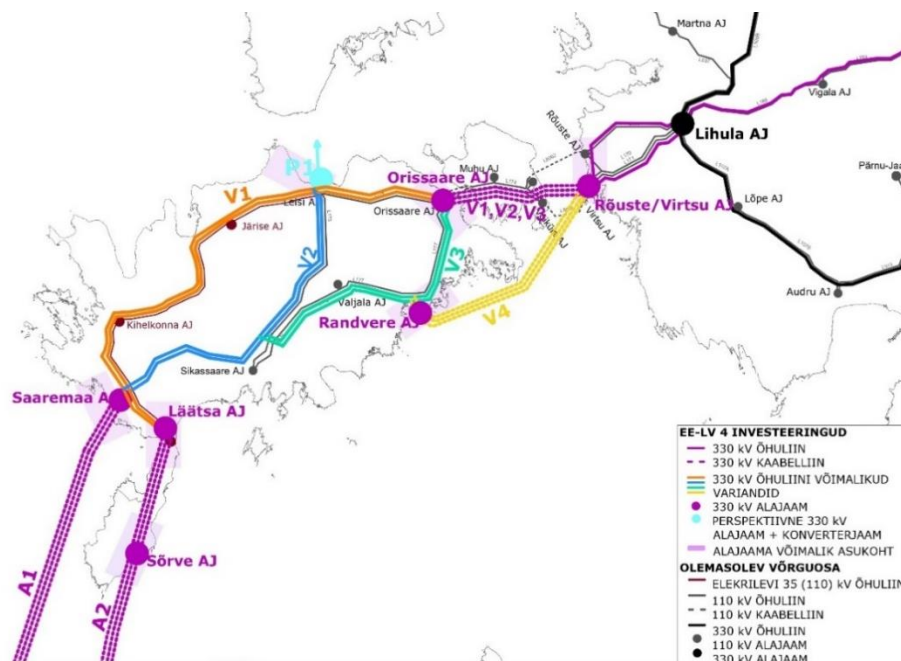 Martna AJ
Vigala AJ
Lihula AJ
Rõuste AJ
Pärnu-Jaa
P1
Orissaare AJ
Muhu AJ
V1
Leisi AJ
Orissaare AJ
V1,V2,V3
Rõuste/Virtsu AJ
Virtsu AJ
Lõpe AJ
Järise AJ
V2
V3
Valjala AJ
Audru AJ
Randvere AJ
V4
Kihelkonna AJ
Sikassaare AJ
Saaremaa A
Läätsa AJ
Sõrve AJ
A1
A2
EE-LV 4 INVESTEERINGUD
330 kV ÕHULIIN
330 kV KAABELLIIN
330 kV ÕHULIINI VÕIMALIKUD
VARIANDID
330 kV ALAJAAM
PERSPEKTIIVNE 330 kV
ALAJAAM + KONVERTERJAAM
ALAJAAMA VÕIMALIK ASUKOHT
OLEMASOLEV VÕRGUOSA
ELEKRILEVI 35 (110) kV ÕHULIIN
110 kV ÕHULIIN
110 kV KAABELLIIN
330 kV ÕHULIIN
110 kV ALAJAAM
330 kV ALAJAAM